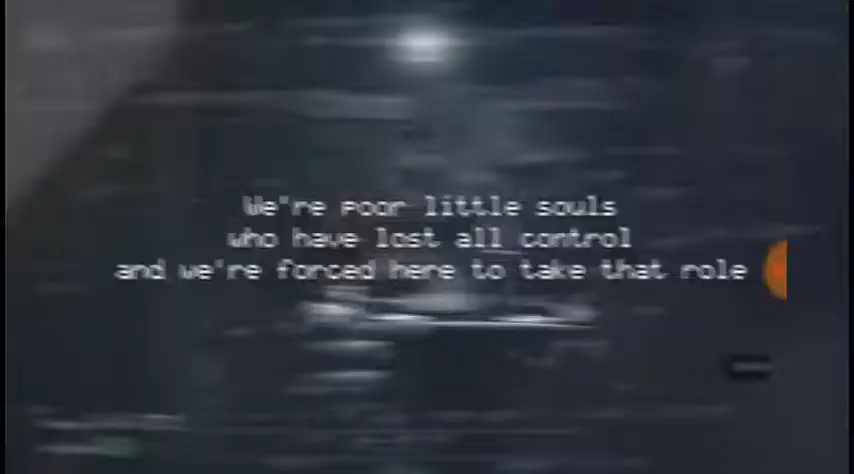 We're poor little souls
who have lost all control
and we're forced here to take that role